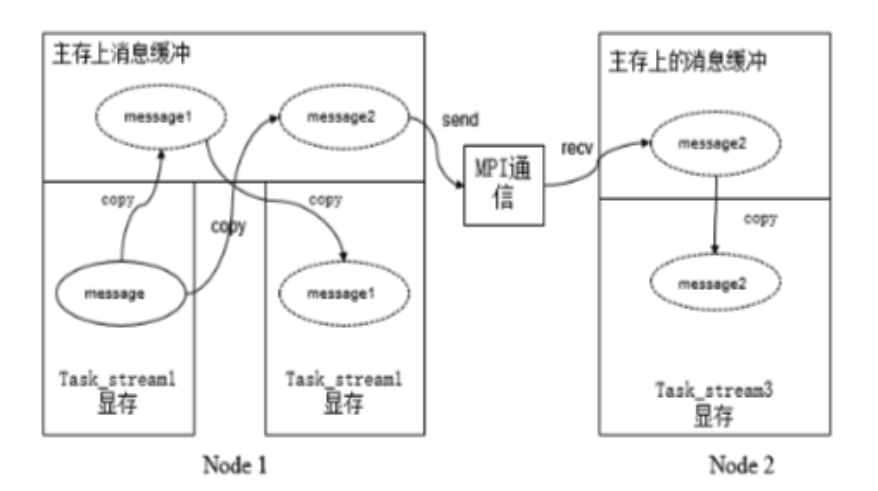 主存上消息缓冲
主存上的消息缓冲
message1
message2
send
MPI通
信
recv
message2
copy
copy
copy
copy
message
message1
message2
Task_stream1
显存
Task_stream1
显存
Task_stream3
显存
Node 1
Node 2